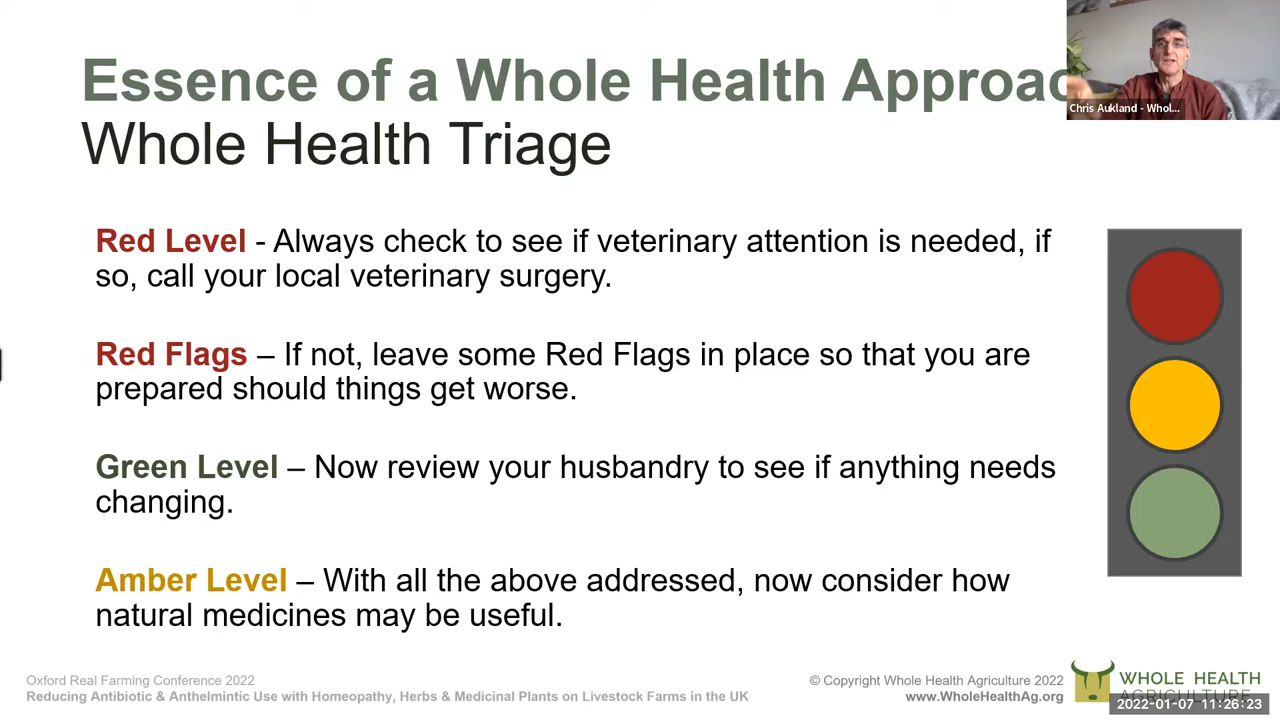 Essence of a Whole Health Approac
Whole Health Triage
Chris Aukland - Whol...
Red Level - Always check to see if veterinary attention is needed, if
so, call your local veterinary surgery.
Red Flags – If not, leave some Red Flags in place so that you are
prepared should things get worse.
Green Level – Now review your husbandry to see if anything needs
changing.
Amber Level – With all the above addressed, now consider how
natural medicines may be useful.
Oxford Real Farming Conference 2022
Reducing Antibiotic & Anthelmintic Use with Homeopathy, Herbs & Medicinal Plants on Livestock Farms in the UK
© Copyright Whole Health Agriculture 2022
www.WholeHealthAg.org
WHOLE HEALTH
AGRICULTURE
2022-01-07 11:26:23